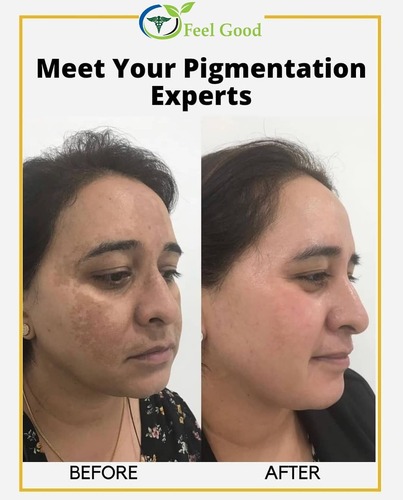 Feel Good
Meet Your Pigmentation
Experts
BEFORE
AFTER